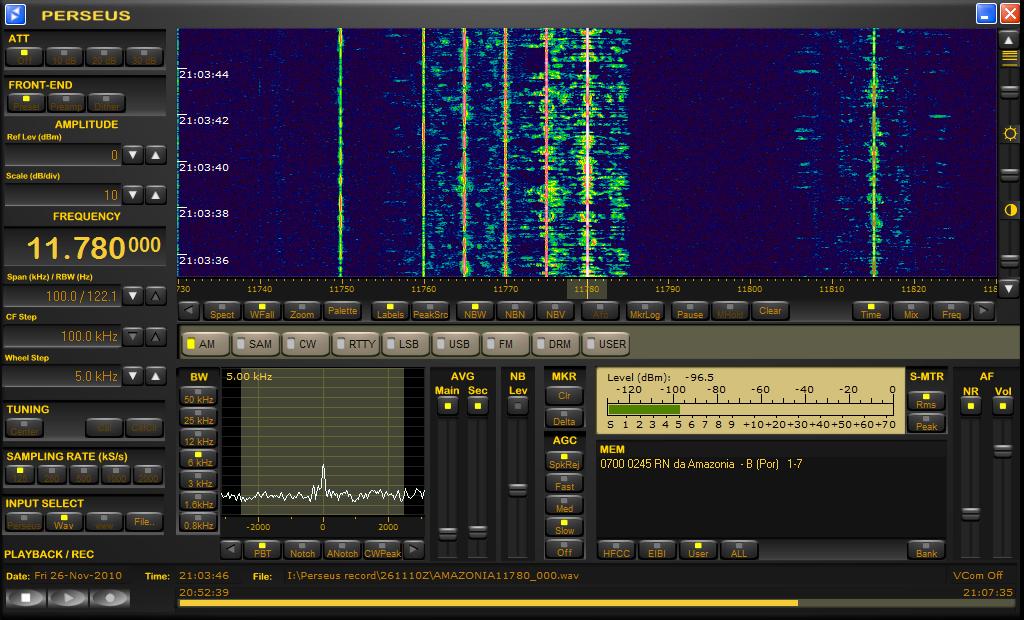 PERSEUS
ATT
Off 10 dB 20 dB 30 dB
FRONT-END
Presel Preamp Dither
AMPLITUDE
Ref Lev (dBm)
0
Scale (dB/div)
10
FREQUENCY
11.780000
Span (kHz) / RBW (Hz)
100.0 / 122.1
CF Step
100.0 kHz
Wheel Step
5.0 kHz
TUNING
Center Cal CalClr
SAMPLING RATE (kS/s)
125 250 500 1000 2000
INPUT SELECT
Perseus Wav File..
21:03:44
21:03:42
21:03:40
21:03:38
21:03:36
730 11740 11750 11760 11770 11780 11790 11800 11810 11820 118
Spect WFall Zoom Palette Labels PeakSrc NBW NBN NBV Afc MkrLog Pause MHold Clear Time Mix Freq
AM SAM CW RTTY LSB USB FM DRM USER
BW
50 kHz
25 kHz
12 kHz
6 kHz
3 kHz
1.6kHz
0.8kHz
5.00 kHz
-2000 0 2000
PBT Notch ANotch CWPeak
AVG
Main Sec
NB
Lev
MKR
Clr
Delta
AGC
SpkRej
Fast
Med
Slow
Off
Level (dBm): -96.5
-120 -100 -80 -60 -40 -20 0
S 1 2 3 4 5 6 7 8 9 +10+20+30+40+50+60+70
S-MTR
Rms
Peak
AF
NR Vol
MEM
0700 0245 RN da Amazonia - B (Por) 1-7
HFCC EIBI User ALL Bank
PLAYBACK / REC
Date: Fri 26-Nov-2010 Time: 21:03:46 File: I:\Perseus record\261110Z\AMAZONIA11780_000.wav VCom Off
20:52:39 21:07:35